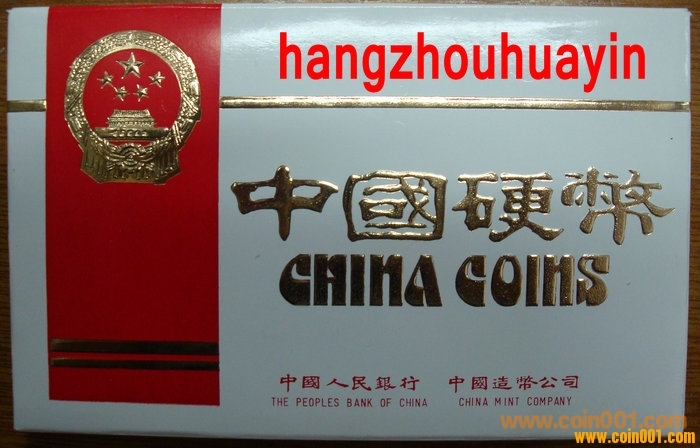 hangzhouhuayin
中國硬幣
CHINA COINS
中國人民銀行 中國造幣公司
THE PEOPLES BANK OF CHINA CHINA MINT COMPANY
www.coin001.com
www.coin001.com